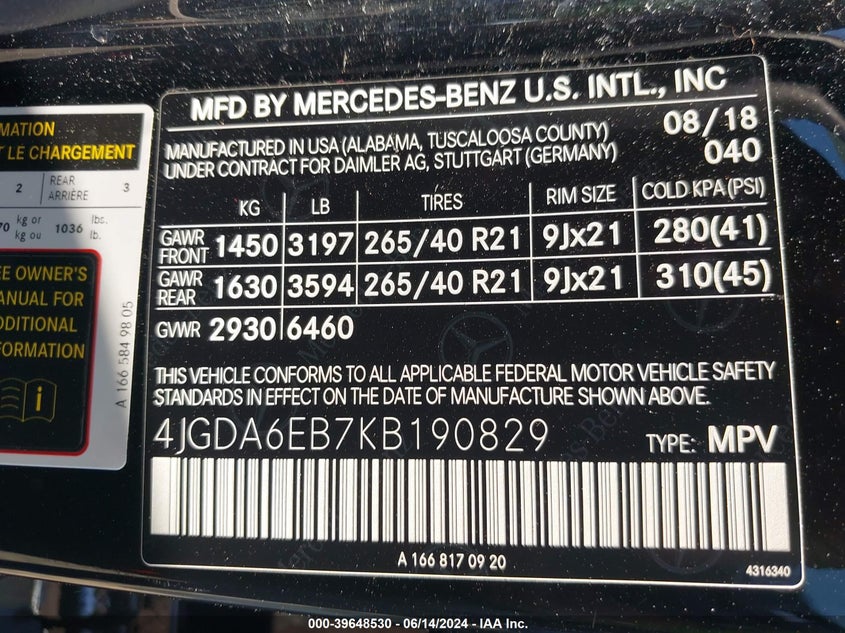 MATION
T LE CHARGEMENT
2 REAR ARRIÈRE 3
70 kg or kg ou 1036 lbs. lb.
EE OWNER'S
ANUAL FOR
DDITIONAL
FORMATION
i
A 166 584 98 05
MFD BY MERCEDES-BENZ U.S. INTL., INC
MANUFACTURED IN USA (ALABAMA, TUSCALOOSA COUNTY) 08/18
UNDER CONTRACT FOR DAIMLER AG, STUTTGART (GERMANY) 040
KG LB TIRES RIM SIZE COLD KPA(PSI)
GAWR FRONT 1450 3197 265/40 R21 9Jx21 280(41)
GAWR REAR 1630 3594 265/40 R21 9Jx21 310(45)
GVWR 2930 6460
THIS VEHICLE CONFORMS TO ALL APPLICABLE FEDERAL MOTOR VEHICLE SAFETY
STANDARDS IN EFFECT ON THE DATE OF MANUFACTURE SHOWN ABOVE.
4JGDA6EB7KB190829 TYPE: MPV
A 166 817 09 20
4316340
000-39648530 - 06/14/2024 - IAA Inc.